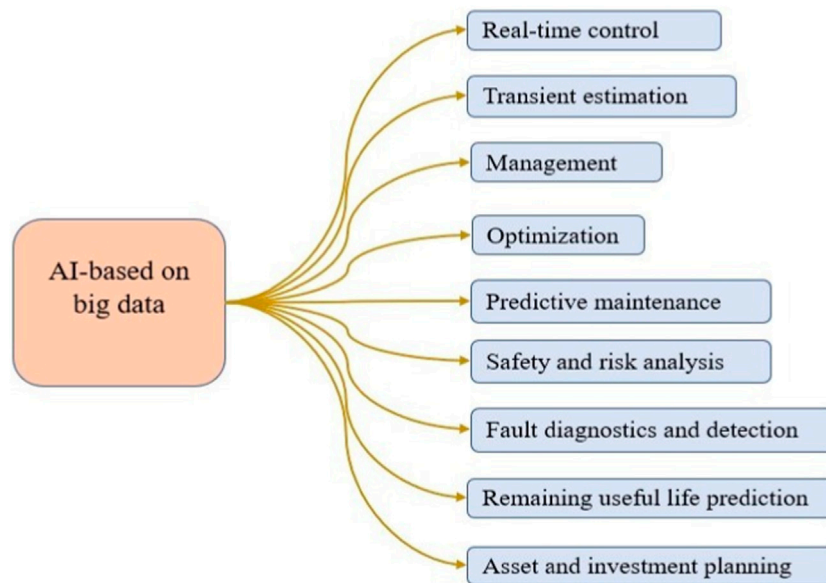 AI-based on
big data
Real-time control
Transient estimation
Management
Optimization
Predictive maintenance
Safety and risk analysis
Fault diagnostics and detection
Remaining useful life prediction
Asset and investment planning